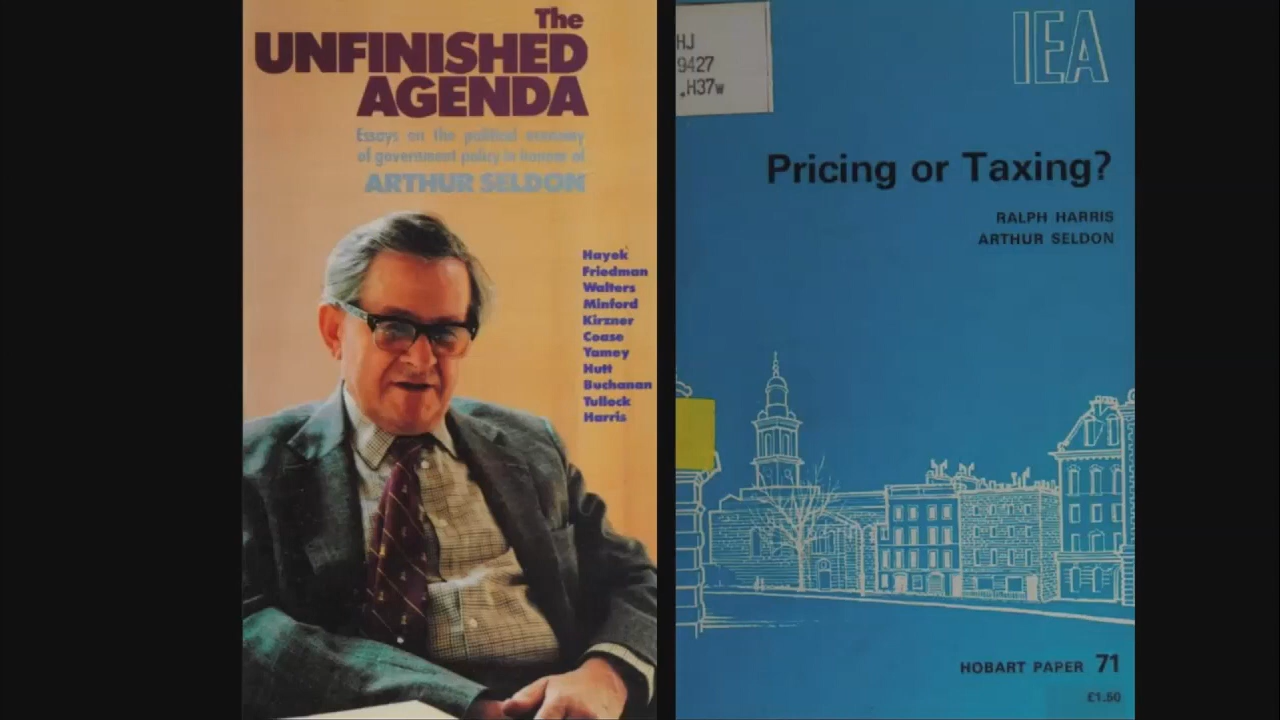 The
UNFINISHED
AGENDA
Essays on the political economy
of government policy in honour of
ARTHUR SELDON
Hayek
Friedman
Walters
Minford
Kirzner
Coase
Yamey
Hutt
Buchanan
Tullock
Harris
HJ
9427
.H37w
IEA
Pricing or Taxing?
RALPH HARRIS
ARTHUR SELDON
HOBART PAPER 71
£1.50